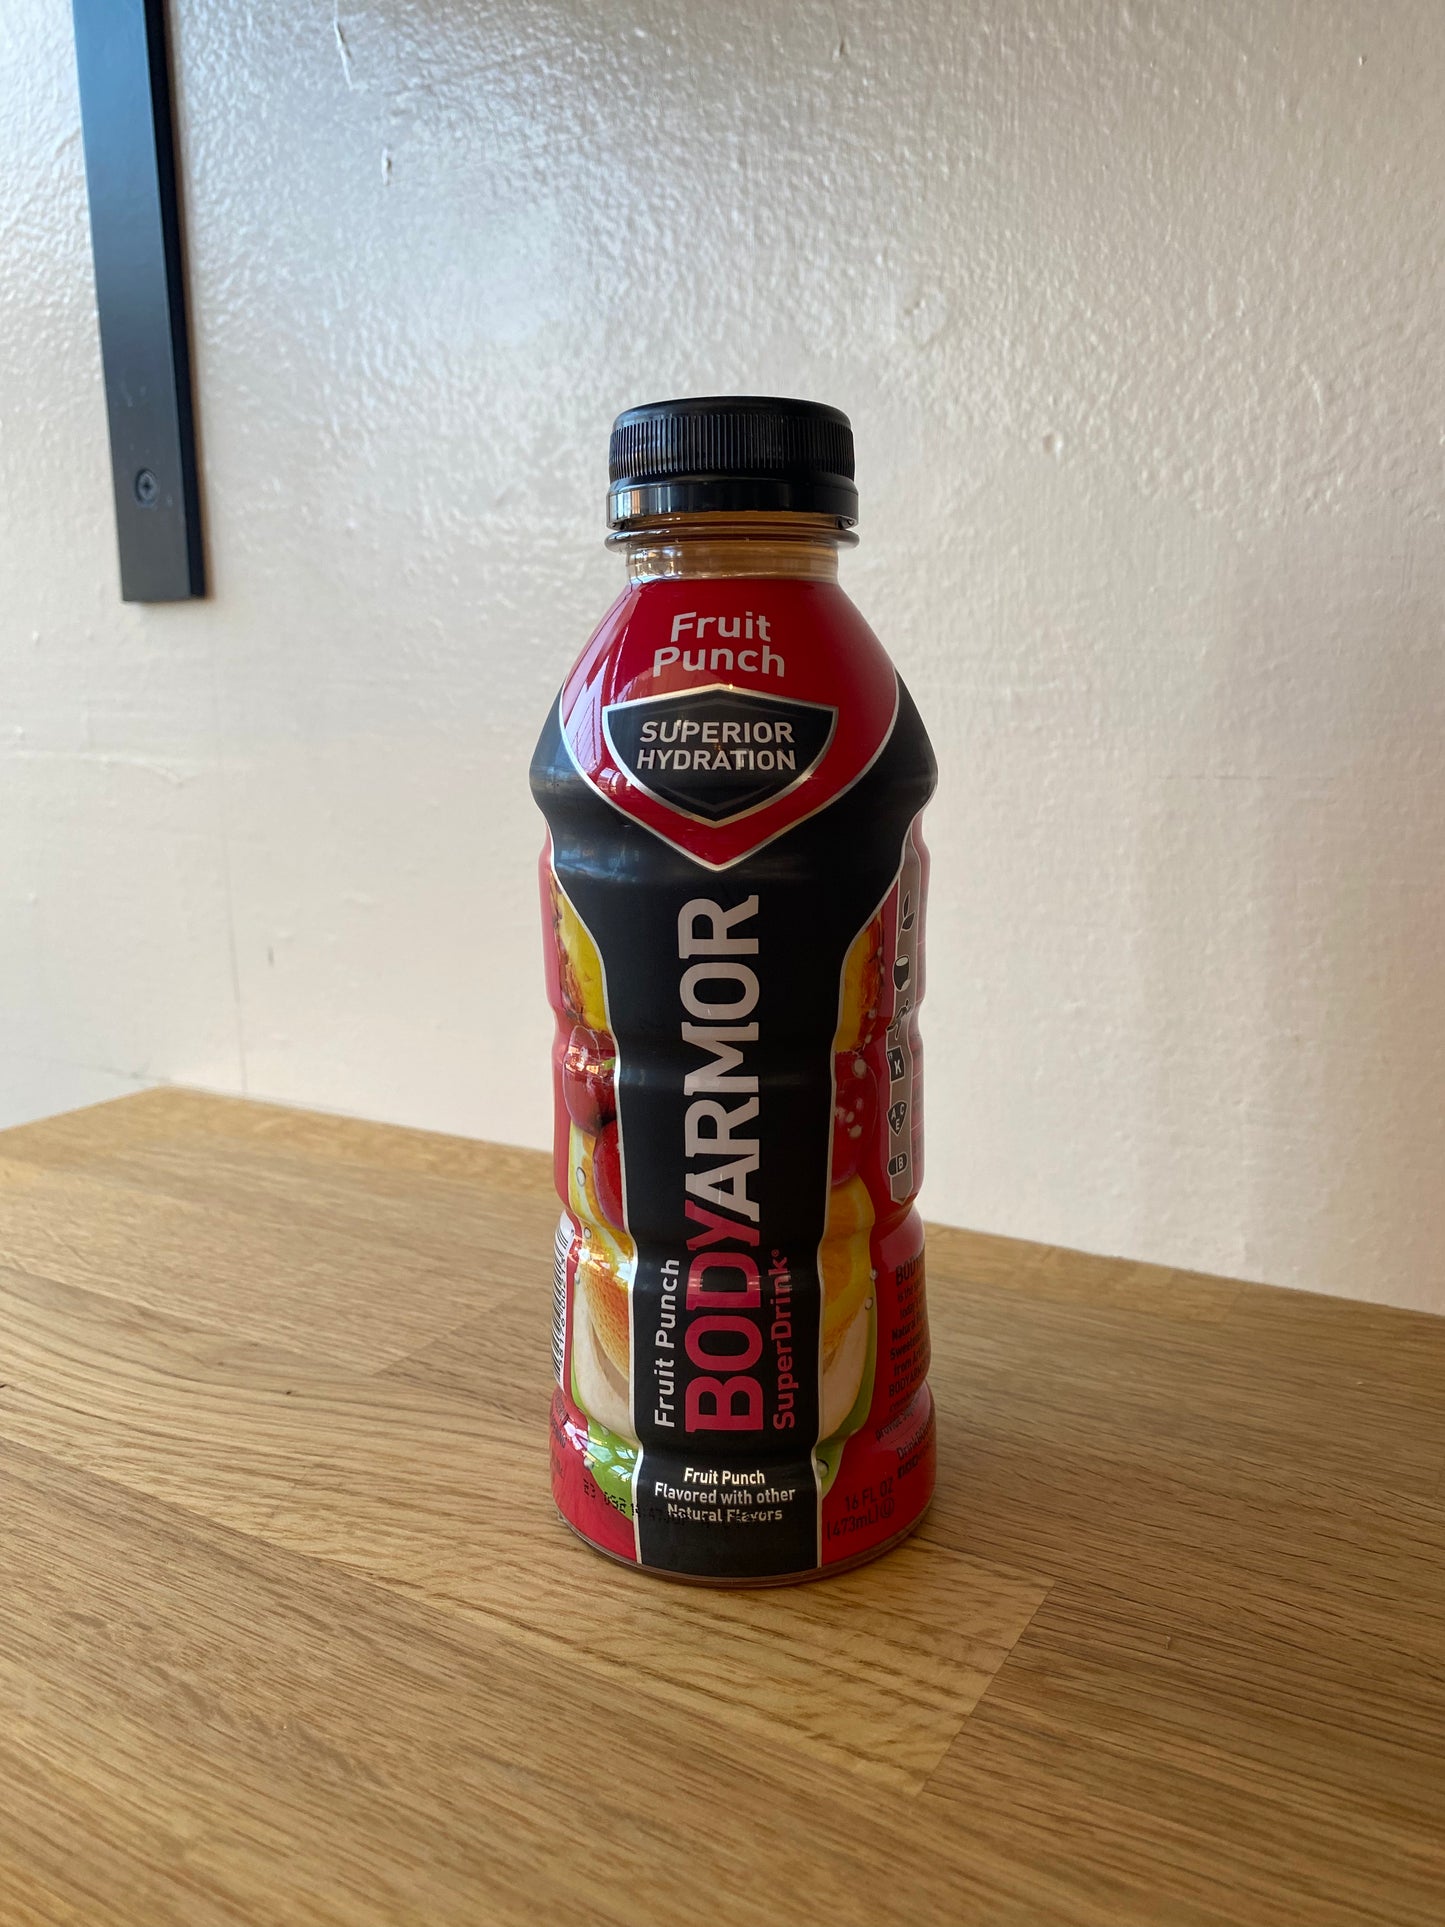 Fruit
Punch
SUPERIOR
HYDRATION
Fruit Punch
BODYARMOR
SuperDrink®
Fruit Punch
Flavored with other
Natural Flavors
K
A C
E
B
16 FL OZ
(473mL)